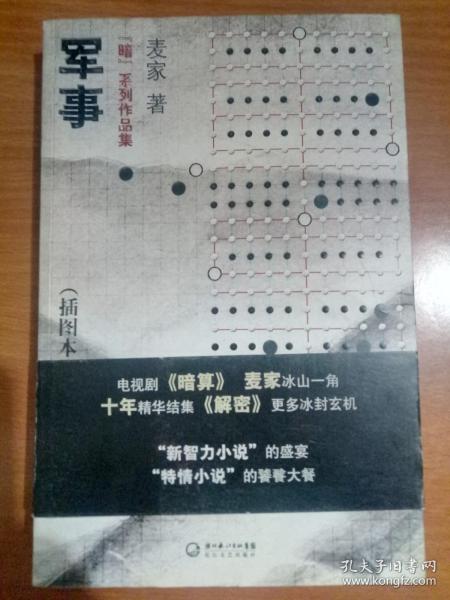 军事
『暗』系列作品集
麦家 著
(插图本
电视剧《暗算》 麦家冰山一角
十年精华结集《解密》更多冰封玄机
“新智力小说”的盛宴
“特情小说”的饕餮大餐
孔夫子旧书网
www.kongfz.com